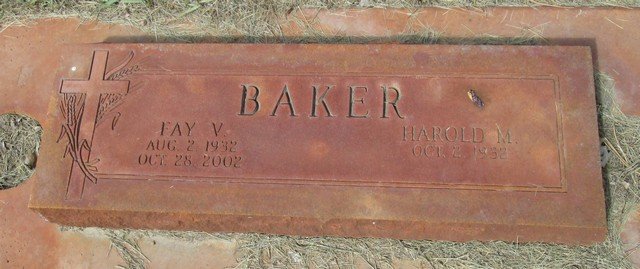 BAKER
FAY V.
AUG. 2, 1932
OCT. 28, 2002
HAROLD M.
OCT. 2, 1932